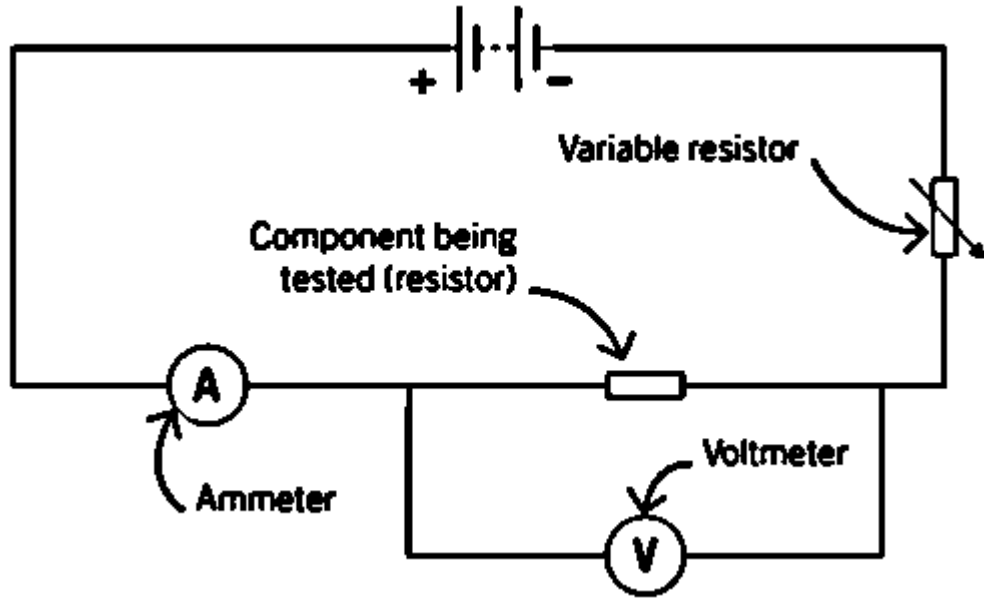 +
-
Variable resistor
Component being
tested (resistor)
A
Voltmeter
Ammeter
V